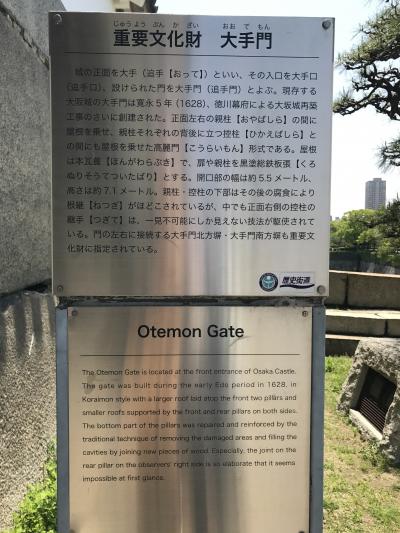 じゅうようぶんかざい おおてもん
重要文化財 大手門
城の正面を大手（追手【おって】）といい、その入口を大手口
（追手口）、設けられた門を大手門（追手門）とよぶ。現存する
大阪城の大手門は寛永５年（1628）、徳川幕府による大坂城再築
工事のさいに創建された。正面左右の親柱【おやばしら】の間に
屋根を乗せ、親柱それぞれの背後に立つ控柱【ひかえばしら】と
の間にも屋根を乗せた高麗門【こうらいもん】形式である。屋根
は本瓦葺【ほんがわらぶき】で、扉や親柱を黒塗総鉄板張【くろ
ぬりそうてついたばり】とする。開口部の幅は約5.5メートル、
高さは約7.1メートル。親柱・控柱の下部はその後の腐食により
根継【ねつぎ】がほどこされているが、中でも正面右側の控柱の
継手【つぎて】は、一見不可能にしか見えない技法が駆使されて
いる。門の左右に接続する大手門北方塀・大手門南方塀も重要文
化財に指定されている。
歴史街道
Otemon Gate
The Otemon Gate is located at the front entrance of Osaka Castle.
The gate was built during the early Edo period in 1628, in
Koraimon style with a larger roof laid atop the front two pillars and
smaller roofs supported by the front and rear pillars on both sides.
The bottom part of the pillars was repaired and reinforced by the
traditional technique of removing the damaged areas and filling the
cavities by joining new pieces of wood. Especially, the joint on the
rear pillar on the observers' right side is so elaborate that it seems
impossible at first glance.